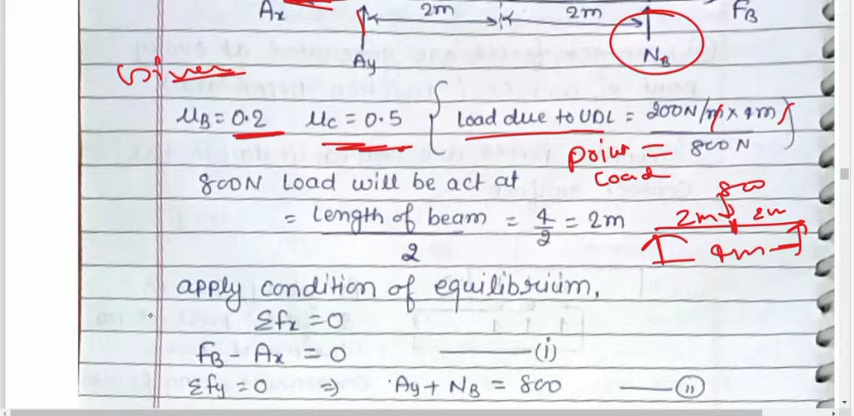 Ax 2m 2m FB
Ay NB
Given
μB = 0.2 μC = 0.5 { Load due to UDL = 200N/m x 4m }
point load = 800 N
800N Load will be act at
= length of beam / 2 = 4/2 = 2m
800
2m 2m
4m
apply condition of equilibrium,
Σfx = 0
FB - Ax = 0 ——— (i)
Σfy = 0 ⇒ Ay + NB = 800 —— (ii)